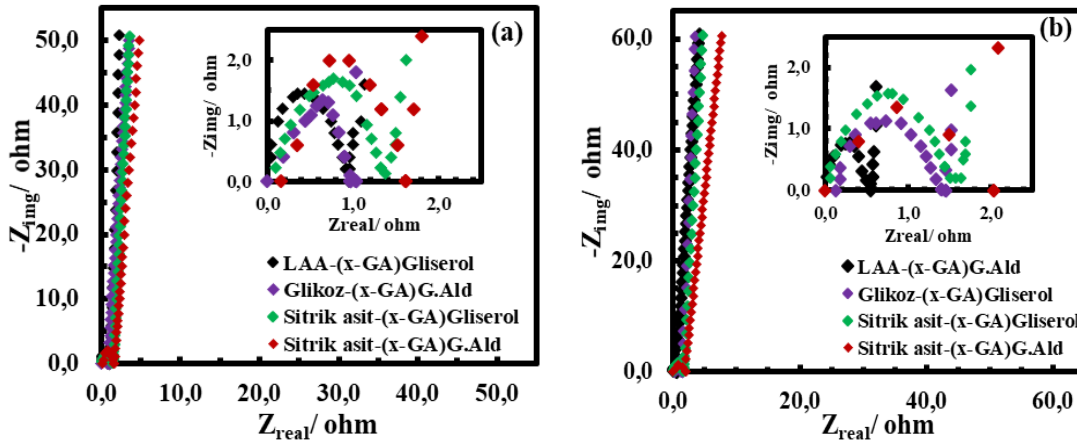 (a)
-Z_img/ ohm
50,0
40,0
30,0
20,0
10,0
0,0
0,0 10,0 20,0 30,0 40,0 50,0
Z_real/ ohm
-Zimg/ ohm
2,0
1,0
0,0
0,0 1,0 2,0
Zreal/ ohm
LAA-(x-GA)Gliserol
Glikoz-(x-GA)G.Ald
Sitrik asit-(x-GA)Gliserol
Sitrik asit-(x-GA)G.Ald
(b)
-Z_img/ ohm
60,0
40,0
20,0
0,0
0,0 20,0 40,0 60,0
Z_real/ ohm
-Zimg/ ohm
2,0
1,0
0,0
0,0 1,0 2,0
Zreal/ ohm
LAA-(x-GA)G.Ald
Glikoz-(x-GA)Gliserol
Sitrik asit-(x-GA)Gliserol
Sitrik asit-(x-GA)G.Ald